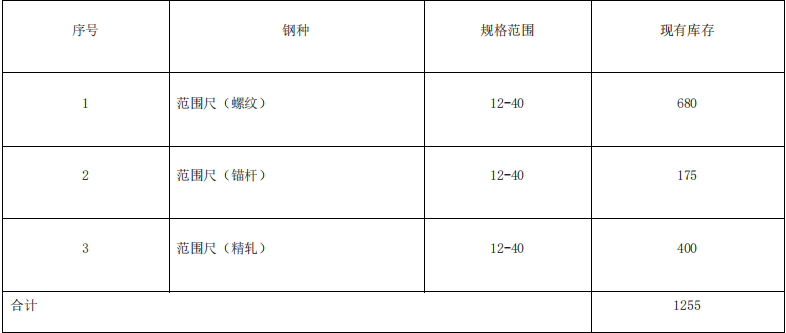 序号 钢种 规格范围 现有库存
1 范围尺（螺纹） 12-40 680
2 范围尺（锚杆） 12-40 175
3 范围尺（精轧） 12-40 400
合计 1255